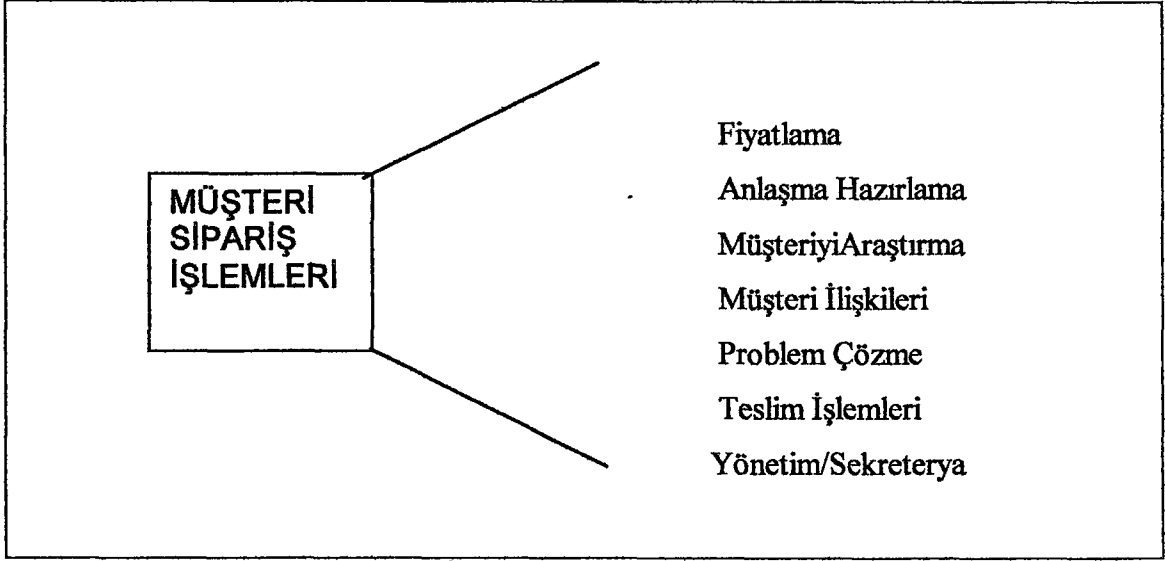 MÜŞTERİ
SİPARİŞ
İŞLEMLERİ
Fiyatlama
Anlaşma Hazırlama
MüşteriyiAraştırma
Müşteri İlişkileri
Problem Çözme
Teslim İşlemleri
Yönetim/Sekreterya